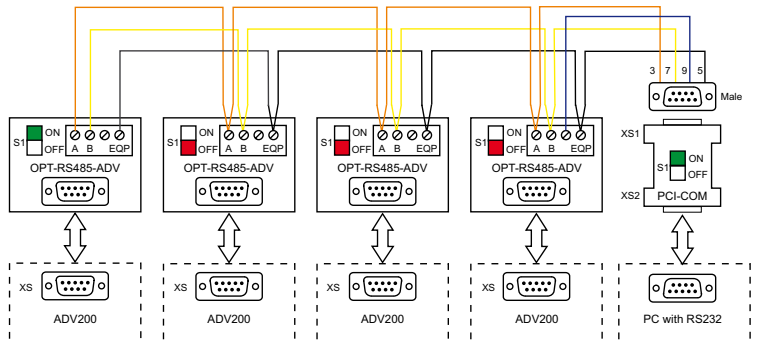 3 7 9 5
Male
S1 ON
OFF
A B EQP
OPT-RS485-ADV
S1 ON
OFF
A B EQP
OPT-RS485-ADV
S1 ON
OFF
A B EQP
OPT-RS485-ADV
S1 ON
OFF
A B EQP
OPT-RS485-ADV
XS1
S1 ON
OFF
XS2 PCI-COM
XS
ADV200
XS
ADV200
XS
ADV200
XS
ADV200
PC with RS232